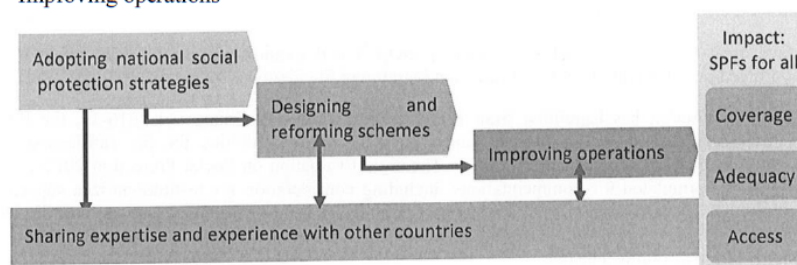 Improving operations
Adopting national social
protection strategies
Impact:
SPFs for all
Designing and
reforming schemes
Coverage
Improving operations
Adequacy
Sharing expertise and experience with other countries
Access